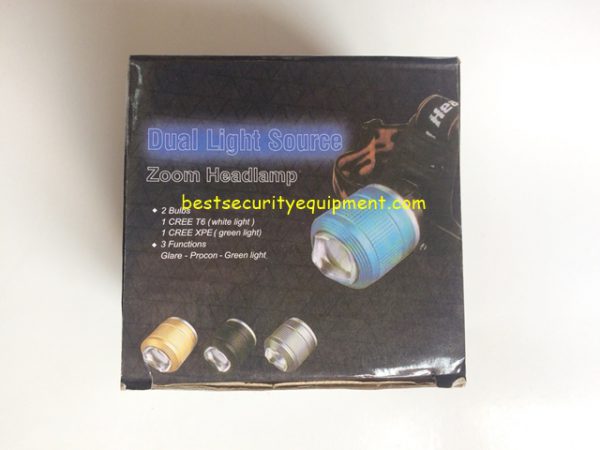 Dual Light Source
Zoom Headlamp
bestsecurityequipment.com
◆ 2 Bulbs
1 CREE T6 ( white light )
1 CREE XPE ( green light)
◆ 3 Functions
Glare - Procon - Green light